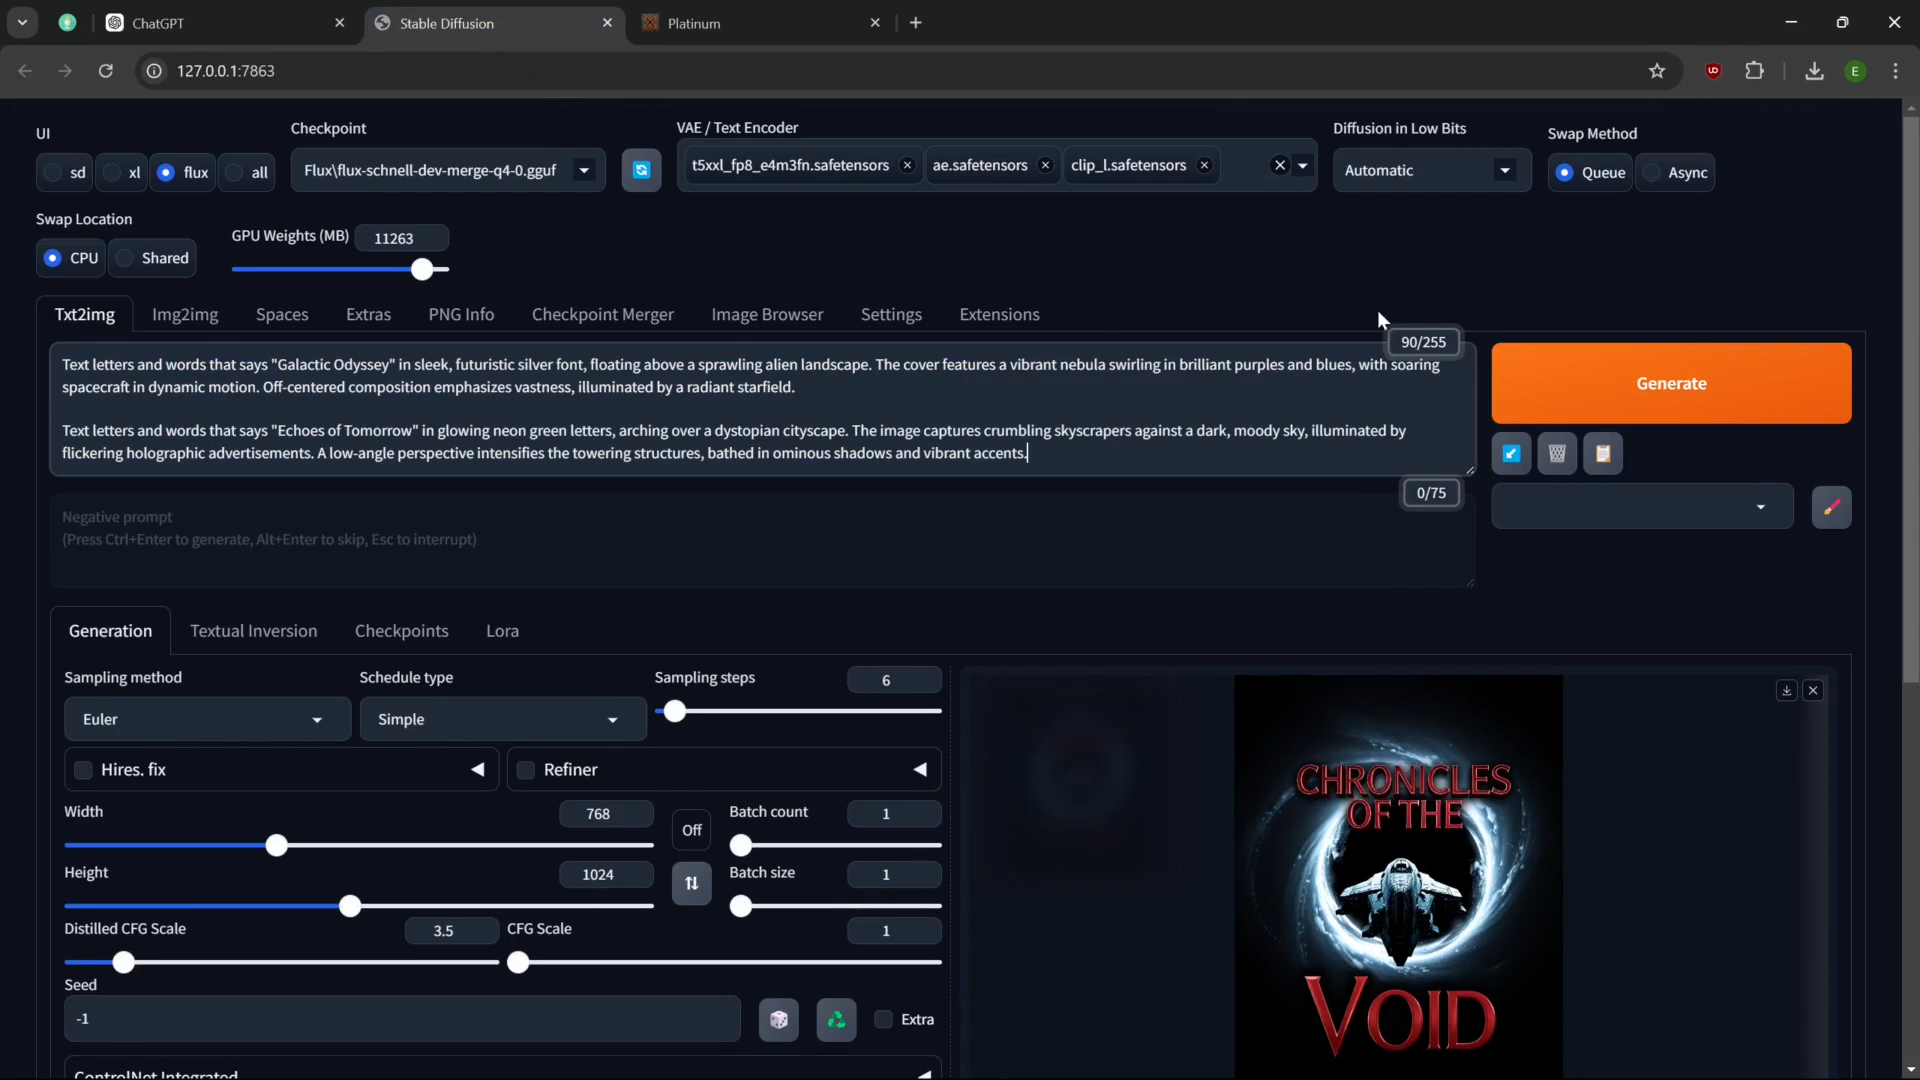 ChatGPT
Stable Diffusion
Platinum
127.0.0.1:7863
E
UI
Checkpoint
VAE / Text Encoder
Diffusion in Low Bits
Swap Method
sd
xl
flux
all
Flux\flux-schnell-dev-merge-q4-0.gguf
t5xxl_fp8_e4m3fn.safetensors
ae.safetensors
clip_l.safetensors
Automatic
Queue
Async
Swap Location
CPU
Shared
GPU Weights (MB)
11263
Txt2img
Img2img
Spaces
Extras
PNG Info
Checkpoint Merger
Image Browser
Settings
Extensions
90/255
Text letters and words that says "Galactic Odyssey" in sleek, futuristic silver font, floating above a sprawling alien landscape. The cover features a vibrant nebula swirling in brilliant purples and blues, with soaring
spacecraft in dynamic motion. Off-centered composition emphasizes vastness, illuminated by a radiant starfield.
Text letters and words that says "Echoes of Tomorrow" in glowing neon green letters, arching over a dystopian cityscape. The image captures crumbling skyscrapers against a dark, moody sky, illuminated by
flickering holographic advertisements. A low-angle perspective intensifies the towering structures, bathed in ominous shadows and vibrant accents.
Generate
0/75
Negative prompt
(Press Ctrl+Enter to generate, Alt+Enter to skip, Esc to interrupt)
Generation
Textual Inversion
Checkpoints
Lora
Sampling method
Schedule type
Sampling steps
6
Euler
Simple
Hires. fix
Refiner
Width
768
Off
Batch count
1
Height
1024
Batch size
1
Distilled CFG Scale
3.5
CFG Scale
1
Seed
-1
Extra
ControlNet Integrated
CHRONICLES
OF THE
VOID